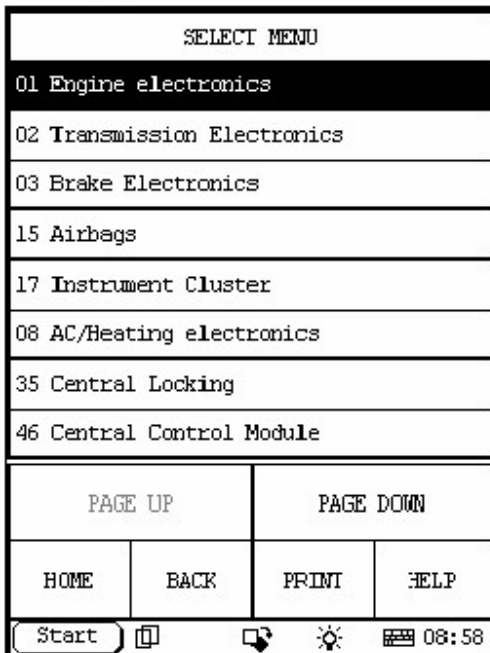 SELECT MENU
01 Engine electronics
02 Transmission Electronics
03 Brake Electronics
15 Airbags
17 Instrument Cluster
08 AC/Heating electronics
35 Central Locking
46 Central Control Module
PAGE UP PAGE DOWN
HOME BACK PRINT HELP
Start 08:58